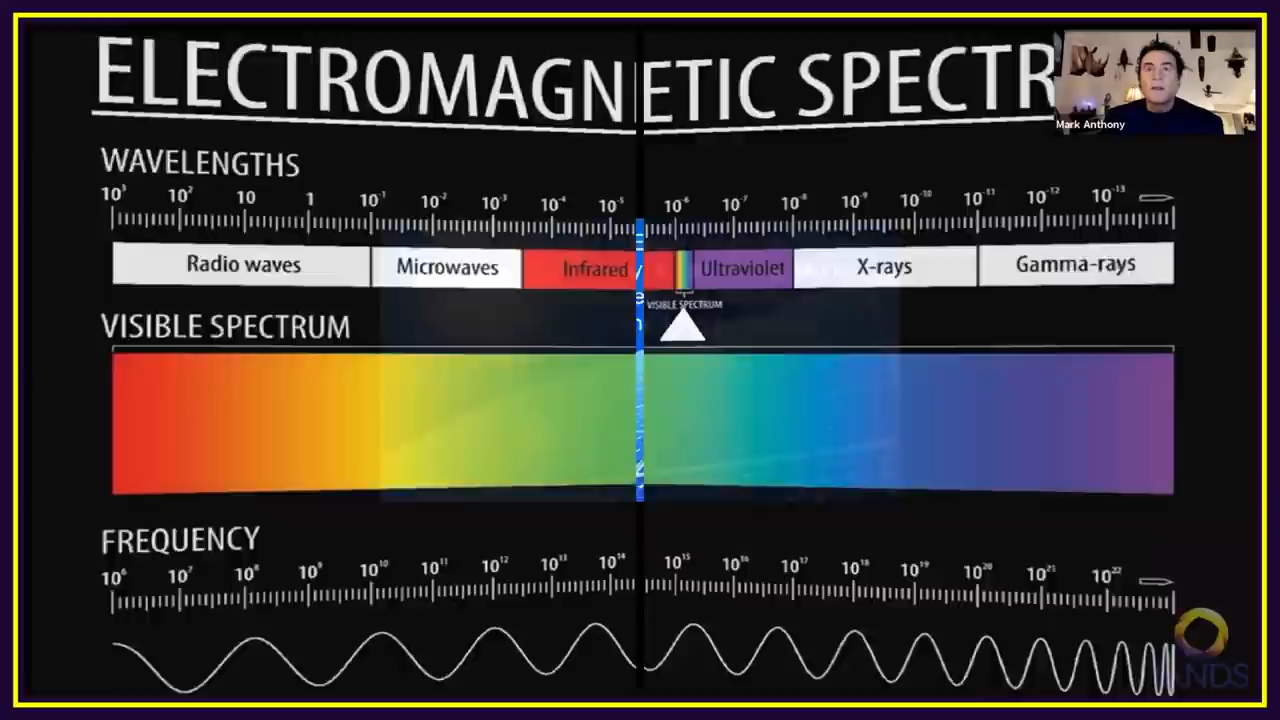 ELECTROMAGNETIC SPECTR
Mark Anthony
WAVELENGTHS
10³ 10² 10 1 10⁻¹ 10⁻² 10⁻³ 10⁻⁴ 10⁻⁵ 10⁻⁶ 10⁻⁷ 10⁻⁸ 10⁻⁹ 10⁻¹⁰ 10⁻¹¹ 10⁻¹² 10⁻¹³
Radio waves Microwaves Infrared Ultraviolet X-rays Gamma-rays
VISIBLE SPECTRUM
VISIBLE SPECTRUM
FREQUENCY
10⁶ 10⁷ 10⁸ 10⁹ 10¹⁰ 10¹¹ 10¹² 10¹³ 10¹⁴ 10¹⁵ 10¹⁶ 10¹⁷ 10¹⁸ 10¹⁹ 10²⁰ 10²¹ 10²²
ANDS